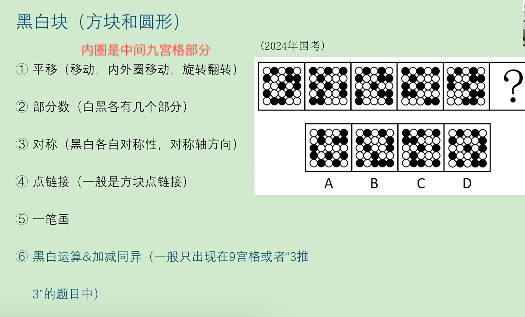 黑白块（方块和圆形）
内圈是中间九宫格部分
（2024年国考）
① 平移（移动，内外圈移动，旋转翻转）
② 部分数（白黑各有几个部分）
③ 对称（黑白各自对称性，对称轴方向）
④ 点链接（一般是方块点链接）
⑤ 一笔画
⑥ 黑白运算&加减同异（一般只出现在9宫格或者“3推
3”的题目中）
?
A B C D